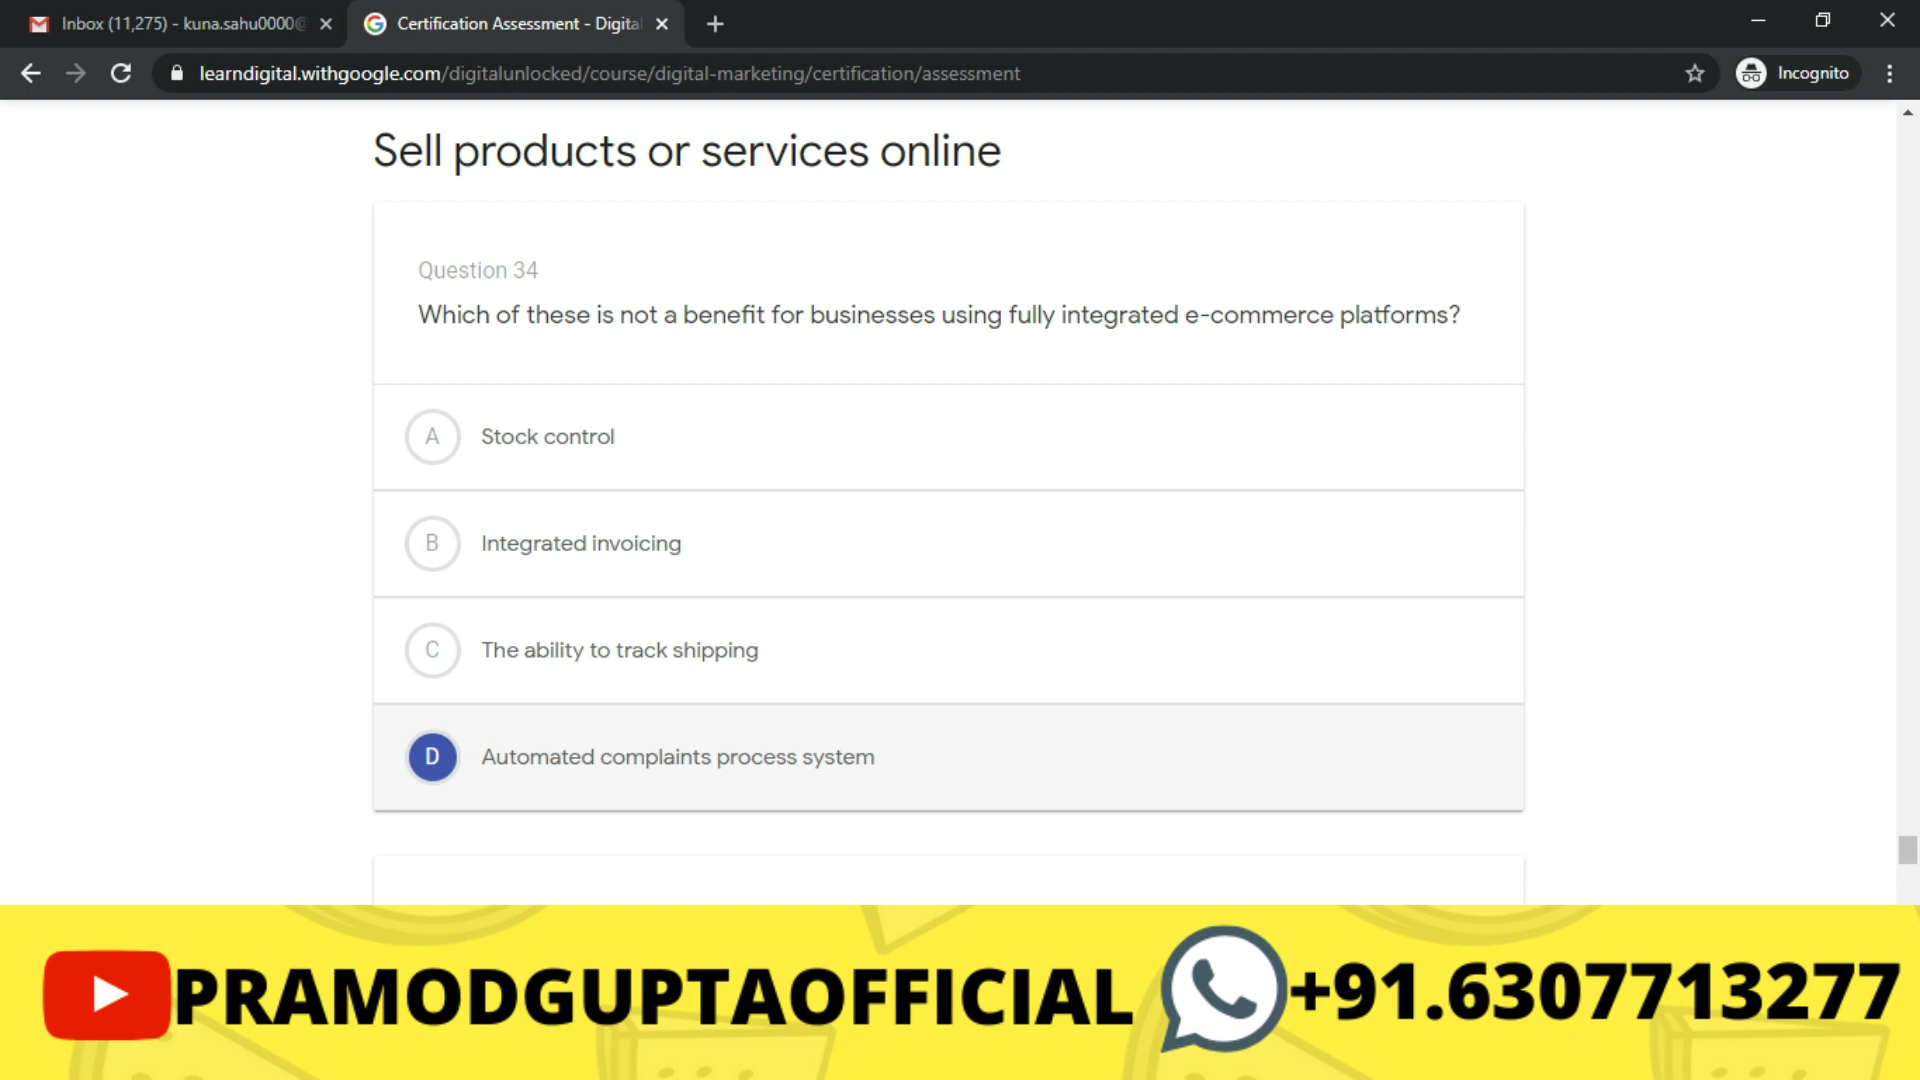 Inbox (11,275) - kuna.sahu0000@
Certification Assessment - Digita
learndigital.withgoogle.com/digitalunlocked/course/digital-marketing/certification/assessment
Incognito
Sell products or services online
Question 34
Which of these is not a benefit for businesses using fully integrated e-commerce platforms?
A Stock control
B Integrated invoicing
C The ability to track shipping
D Automated complaints process system
PRAMODGUPTAOFFICIAL +91.6307713277